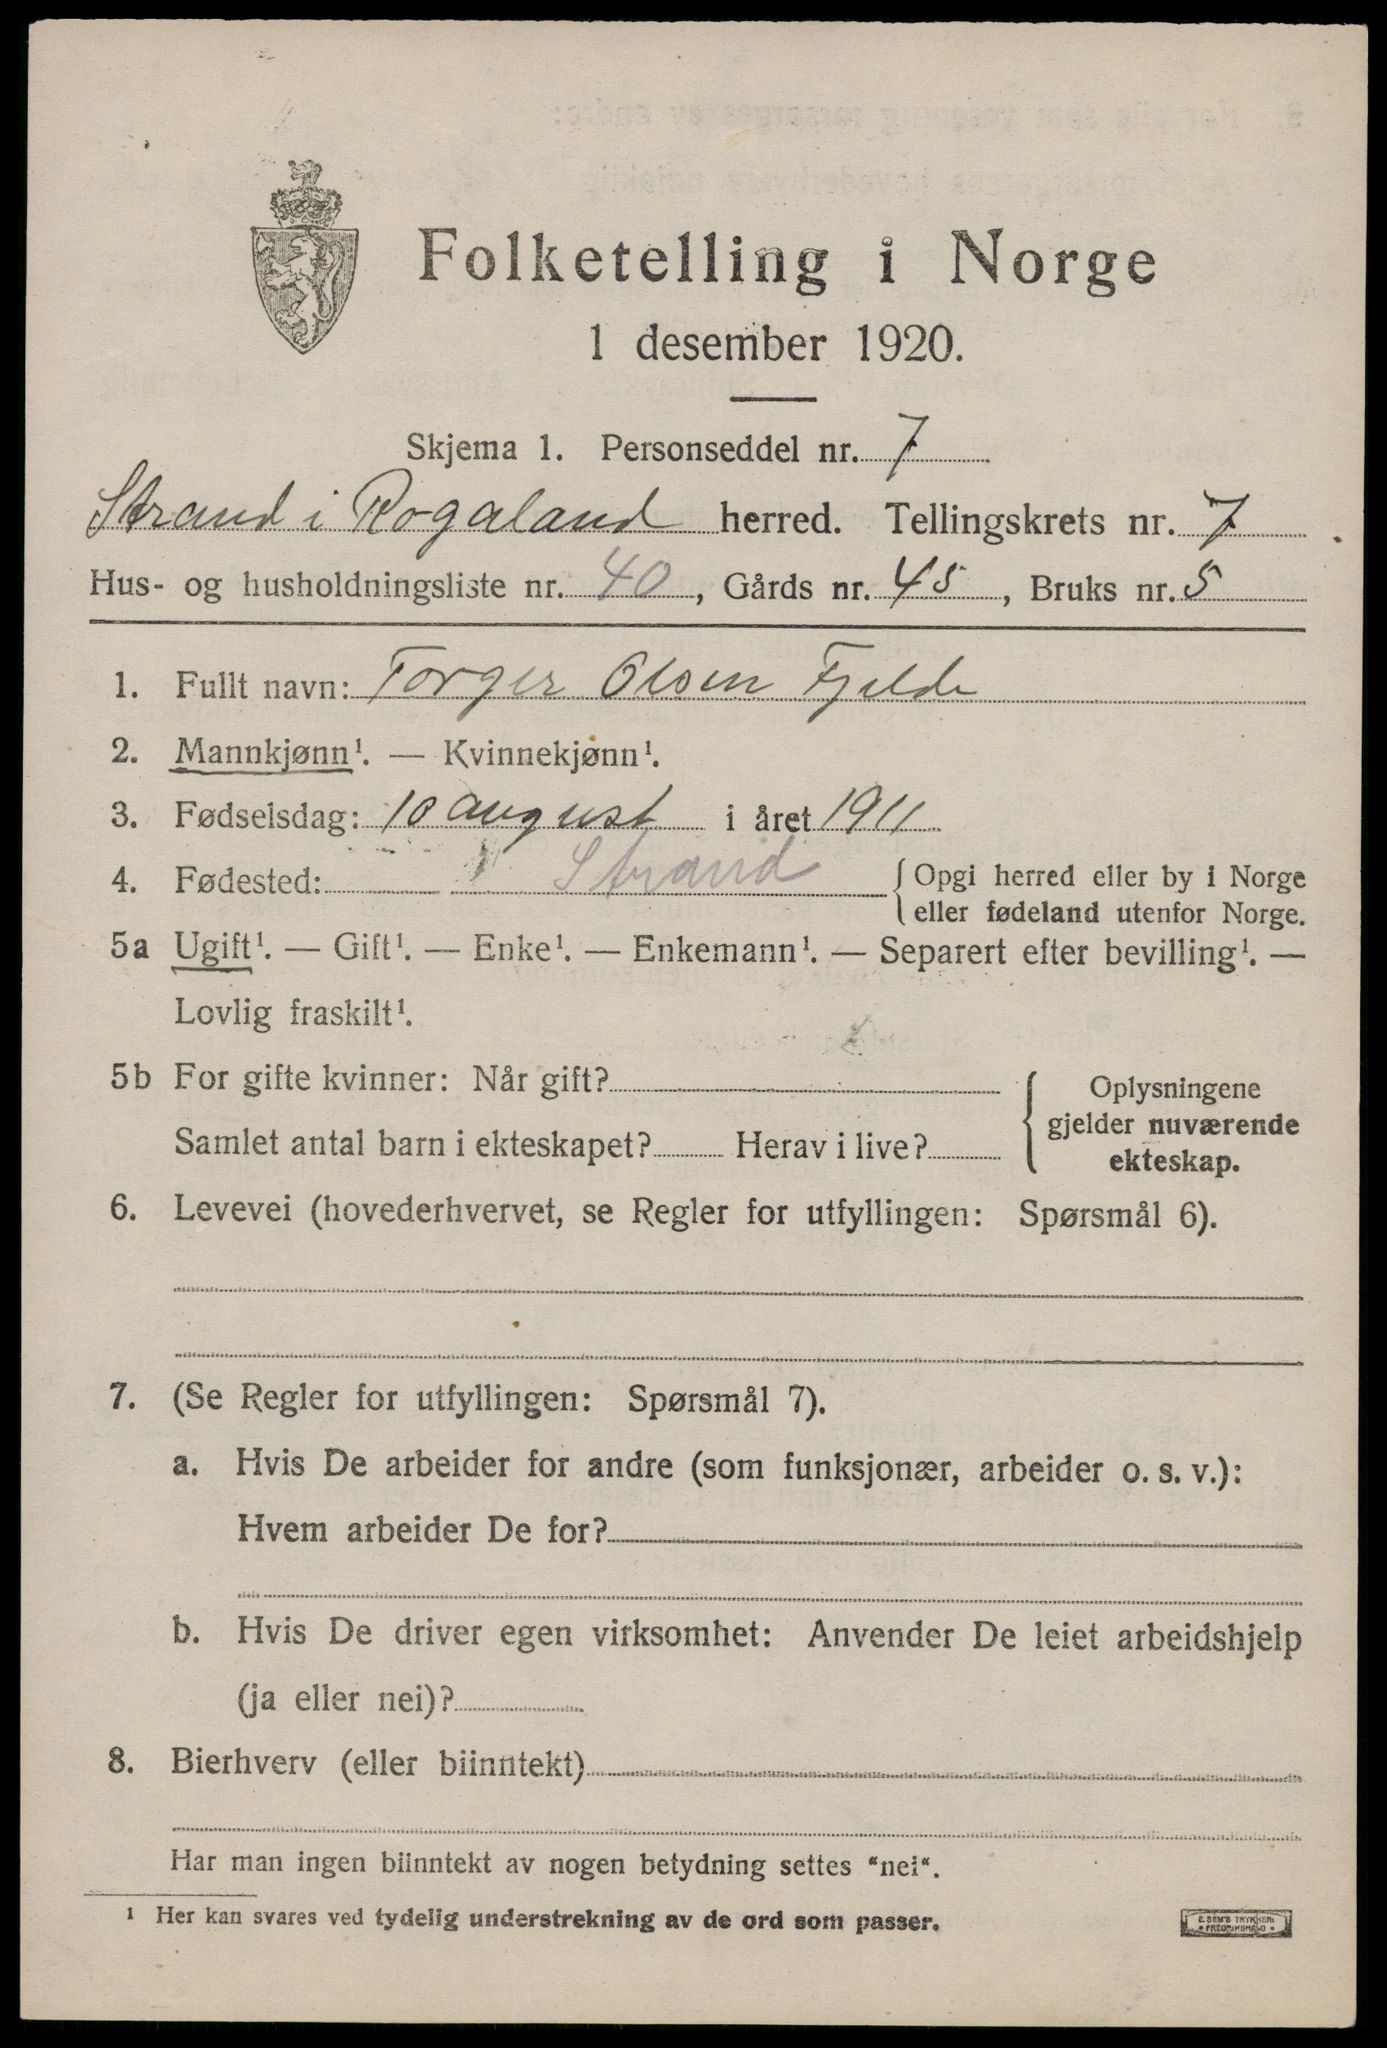 Folketelling i Norge
1 desember 1920.
Skjema 1. Personseddel nr. 7
Strand i Rogaland herred. Tellingskrets nr. 7
Hus- og husholdningsliste nr. 40, Gårds nr. 45, Bruks nr. 5
1. Fullt navn: Torger Olsen Fjelde
2. Mannkjønn¹. — Kvinnekjønn¹.
3. Fødselsdag: 10 august i året 1911
4. Fødested: Strand { Opgi herred eller by i Norge
eller fødeland utenfor Norge.
5a Ugift¹. — Gift¹. — Enke¹. — Enkemann¹. — Separert efter bevilling¹. —
Lovlig fraskilt¹.
5b For gifte kvinner: Når gift? { Oplysningene
gjelder nuværende
Samlet antal barn i ekteskapet? Herav i live?
ekteskap.
6. Levevei (hovederhvervet, se Regler for utfyllingen: Spørsmål 6).
7. (Se Regler for utfyllingen: Spørsmål 7).
a. Hvis De arbeider for andre (som funksjonær, arbeider o. s. v.):
Hvem arbeider De for?
b. Hvis De driver egen virksomhet: Anvender De leiet arbeidshjelp
(ja eller nei)?
8. Bierhverv (eller biinntekt)
Har man ingen biinntekt av nogen betydning settes "nei".
¹ Her kan svares ved tydelig understrekning av de ord som passer.
E. SEM'S TRYKKERI
FREDRIKSHALD